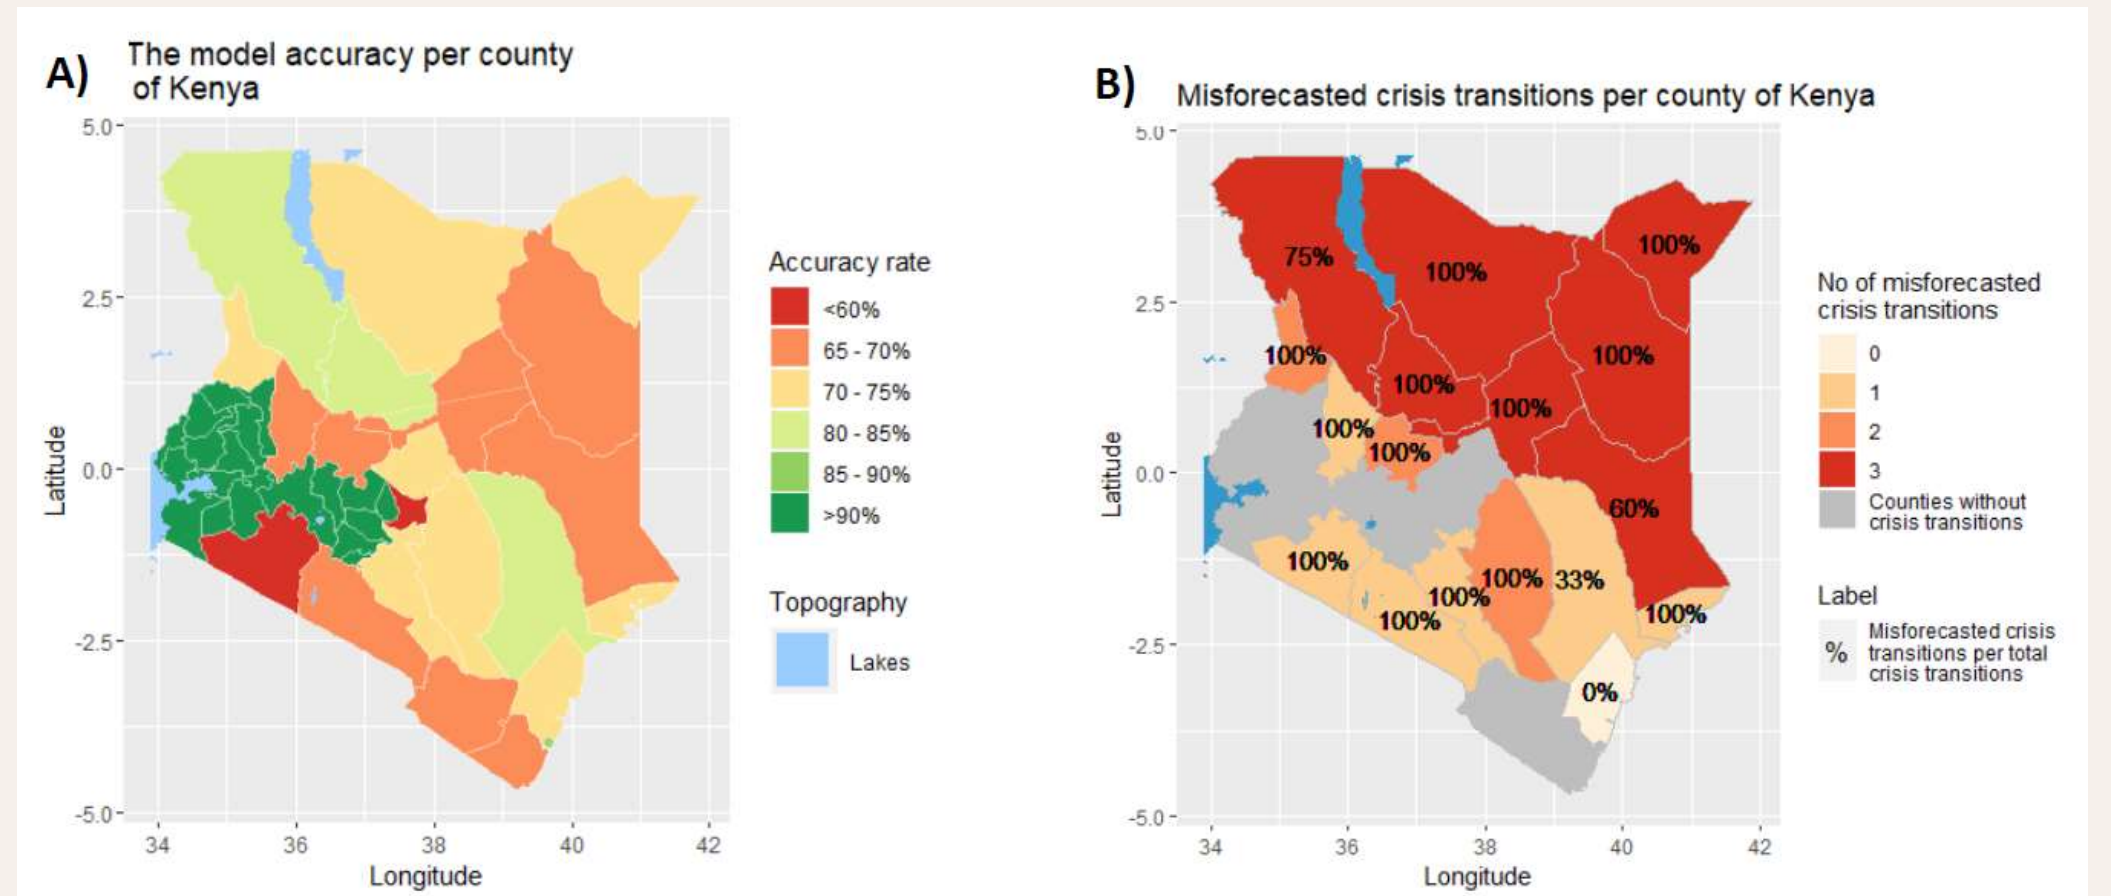 A)
The model accuracy per county
of Kenya
5.0
2.5
0.0
-2.5
-5.0
Latitude
34
36
38
40
42
Longitude
Accuracy rate
<60%
65 - 70%
70 - 75%
80 - 85%
85 - 90%
>90%
Topography
Lakes
B)
Misforecasted crisis transitions per county of Kenya
5.0
2.5
0.0
-2.5
-5.0
Latitude
34
36
38
40
42
Longitude
75%
100%
100%
100%
100%
100%
100%
100%
100%
60%
100%
100%
33%
100%
100%
100%
0%
No of misforecasted
crisis transitions
0
1
2
3
Counties without
crisis transitions
Label
%
Misforecasted crisis
transitions per total
crisis transitions